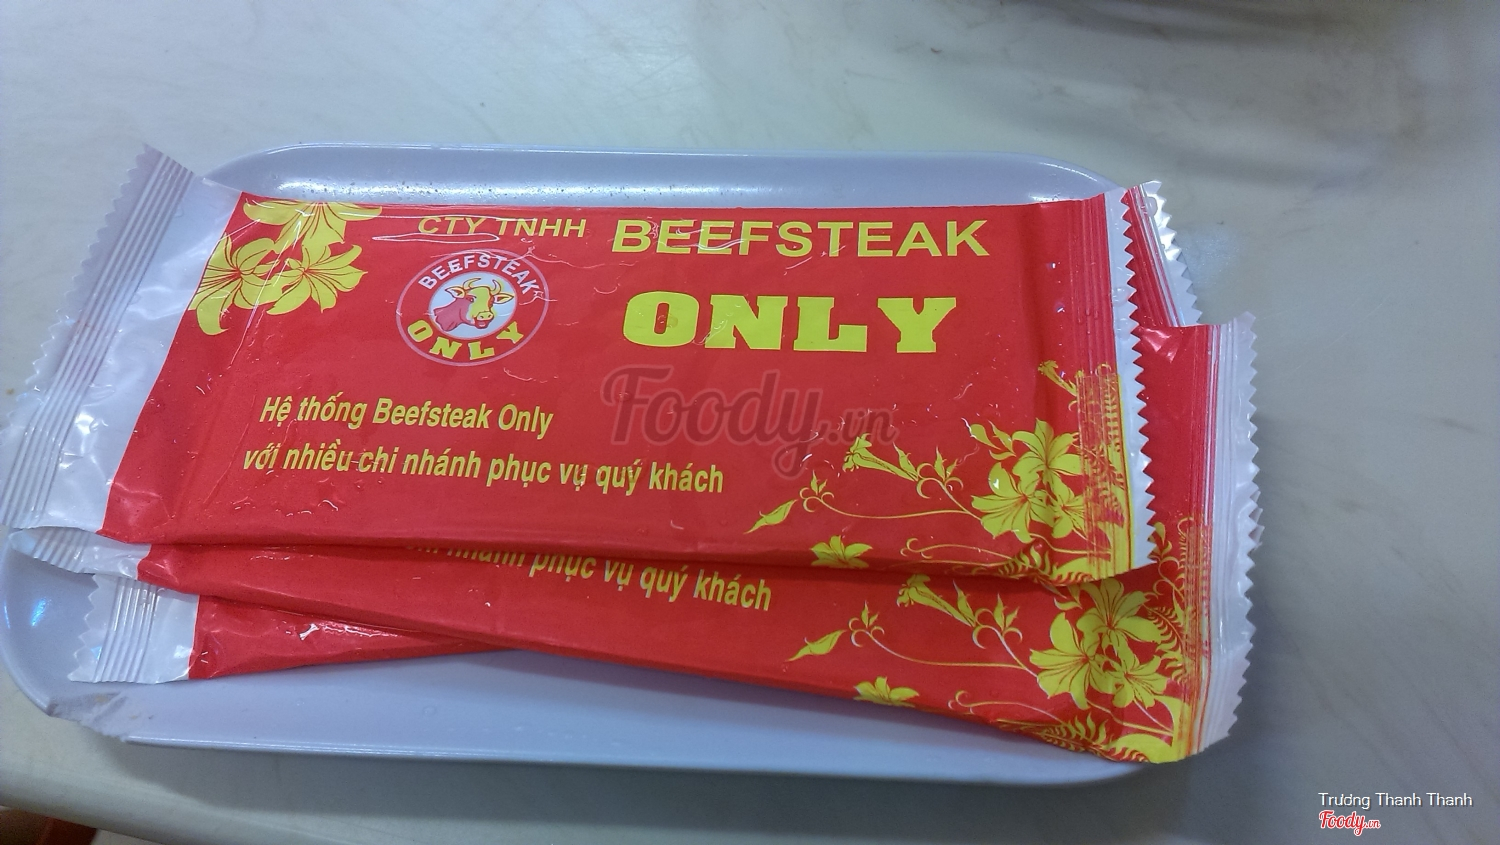 CTY TNHH BEEFSTEAK
BEEFSTEAK
ONLY
ONLY
Hệ thống Beefsteak Only
với nhiều chi nhánh phục vụ quý khách
nhánh phục vụ quý khách
Foody.vn
Trương Thanh Thanh
Foody.vn